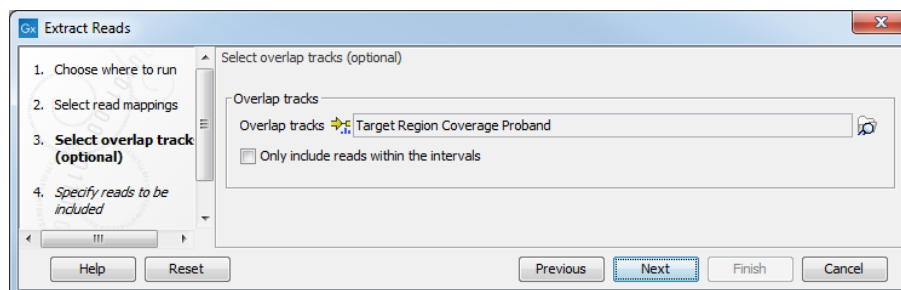 Gx Extract Reads
1. Choose where to run
2. Select read mappings
3. Select overlap track
(optional)
4. Specify reads to be
included
Select overlap tracks (optional)
Overlap tracks
Overlap tracks Target Region Coverage Proband
Only include reads within the intervals
Help Reset Previous Next Finish Cancel